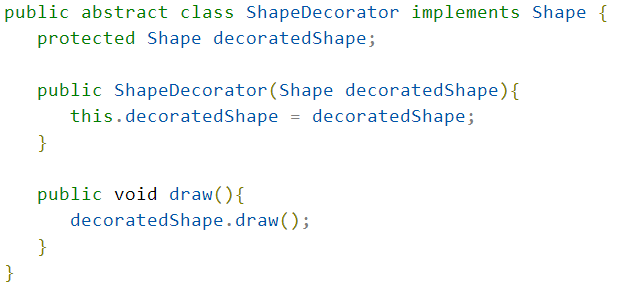 public abstract class ShapeDecorator implements Shape {
   protected Shape decoratedShape;

   public ShapeDecorator(Shape decoratedShape){
      this.decoratedShape = decoratedShape;
   }

   public void draw(){
      decoratedShape.draw();
   }
}